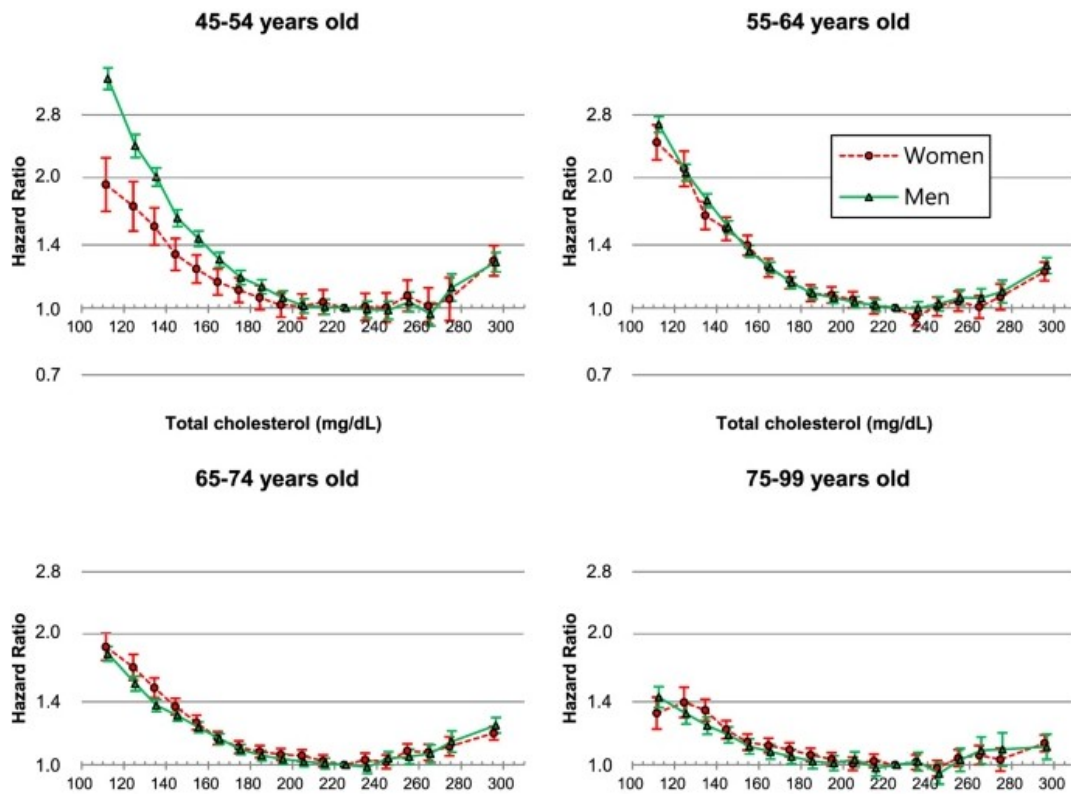 45-54 years old
55-64 years old
Hazard Ratio
2.8
2.0
1.4
1.0
0.7
100 120 140 160 180 200 220 240 260 280 300
Total cholesterol (mg/dL)
Hazard Ratio
2.8
2.0
1.4
1.0
0.7
Women
Men
100 120 140 160 180 200 220 240 260 280 300
Total cholesterol (mg/dL)
65-74 years old
75-99 years old
Hazard Ratio
2.8
2.0
1.4
1.0
100 120 140 160 180 200 220 240 260 280 300
Hazard Ratio
2.8
2.0
1.4
1.0
100 120 140 160 180 200 220 240 260 280 300